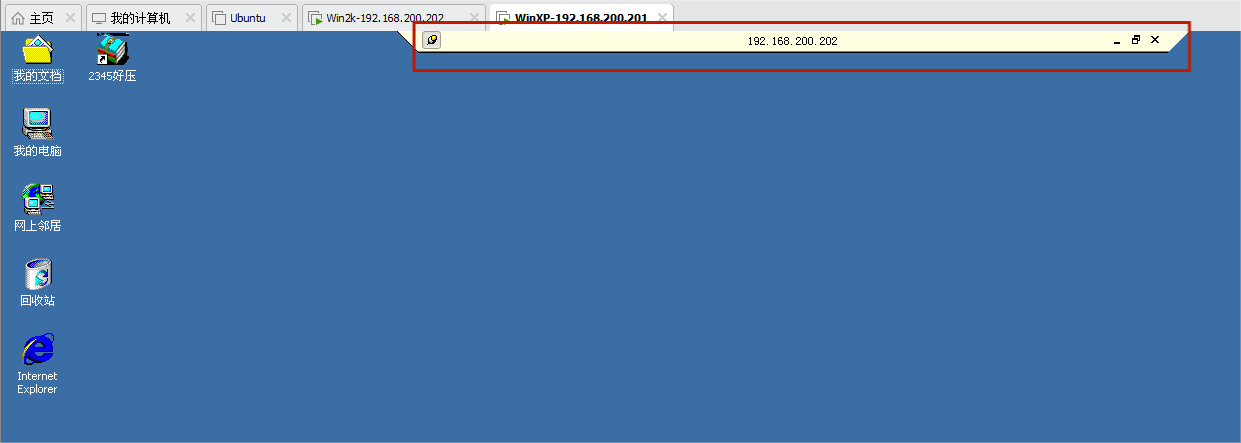 主页
我的计算机
Ubuntu
Win2k-192.168.200.202
WinXP-192.168.200.201
192.168.200.202
我的文档
2345好压
我的电脑
网上邻居
回收站
Internet
Explorer